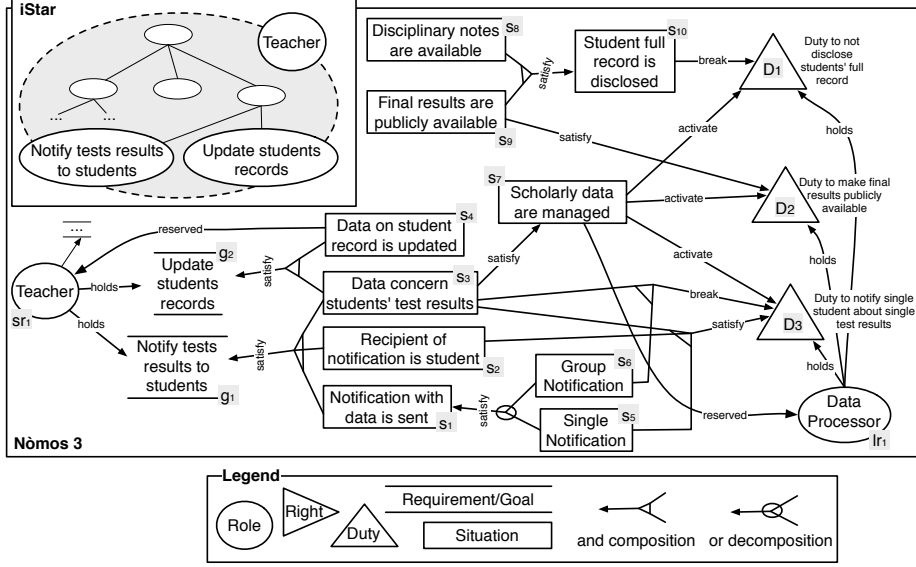 iStar
Teacher
...
...
Notify tests results
to students
Update students
records
Disciplinary notes
are available
S8
Final results are
publicly available
S9
satisfy
Student full
record is
disclosed
S10
break
D1
Duty to not
disclose
students' full
record
satisfy
activate
holds
S7
Scholarly data
are managed
activate
D2
Duty to make final
results publicly
available
activate
holds
...
reserved
Data on student
record is updated
S4
g2
Update
students
records
satisfy
Data concern
students' test results
S3
satisfy
Teacher
sr1
holds
holds
break
satisfy
D3
Duty to notify single
student about single
test results
Notify tests
results to
students
g1
satisfy
Recipient of
notification is student
S2
Group
Notification
S6
holds
Notification with
data is sent
S1
satisfy
Single
Notification
S5
reserved
Data
Processor
lr1
Nòmos 3
Legend
Role
Right
Duty
Requirement/Goal
Situation
and composition
or decomposition